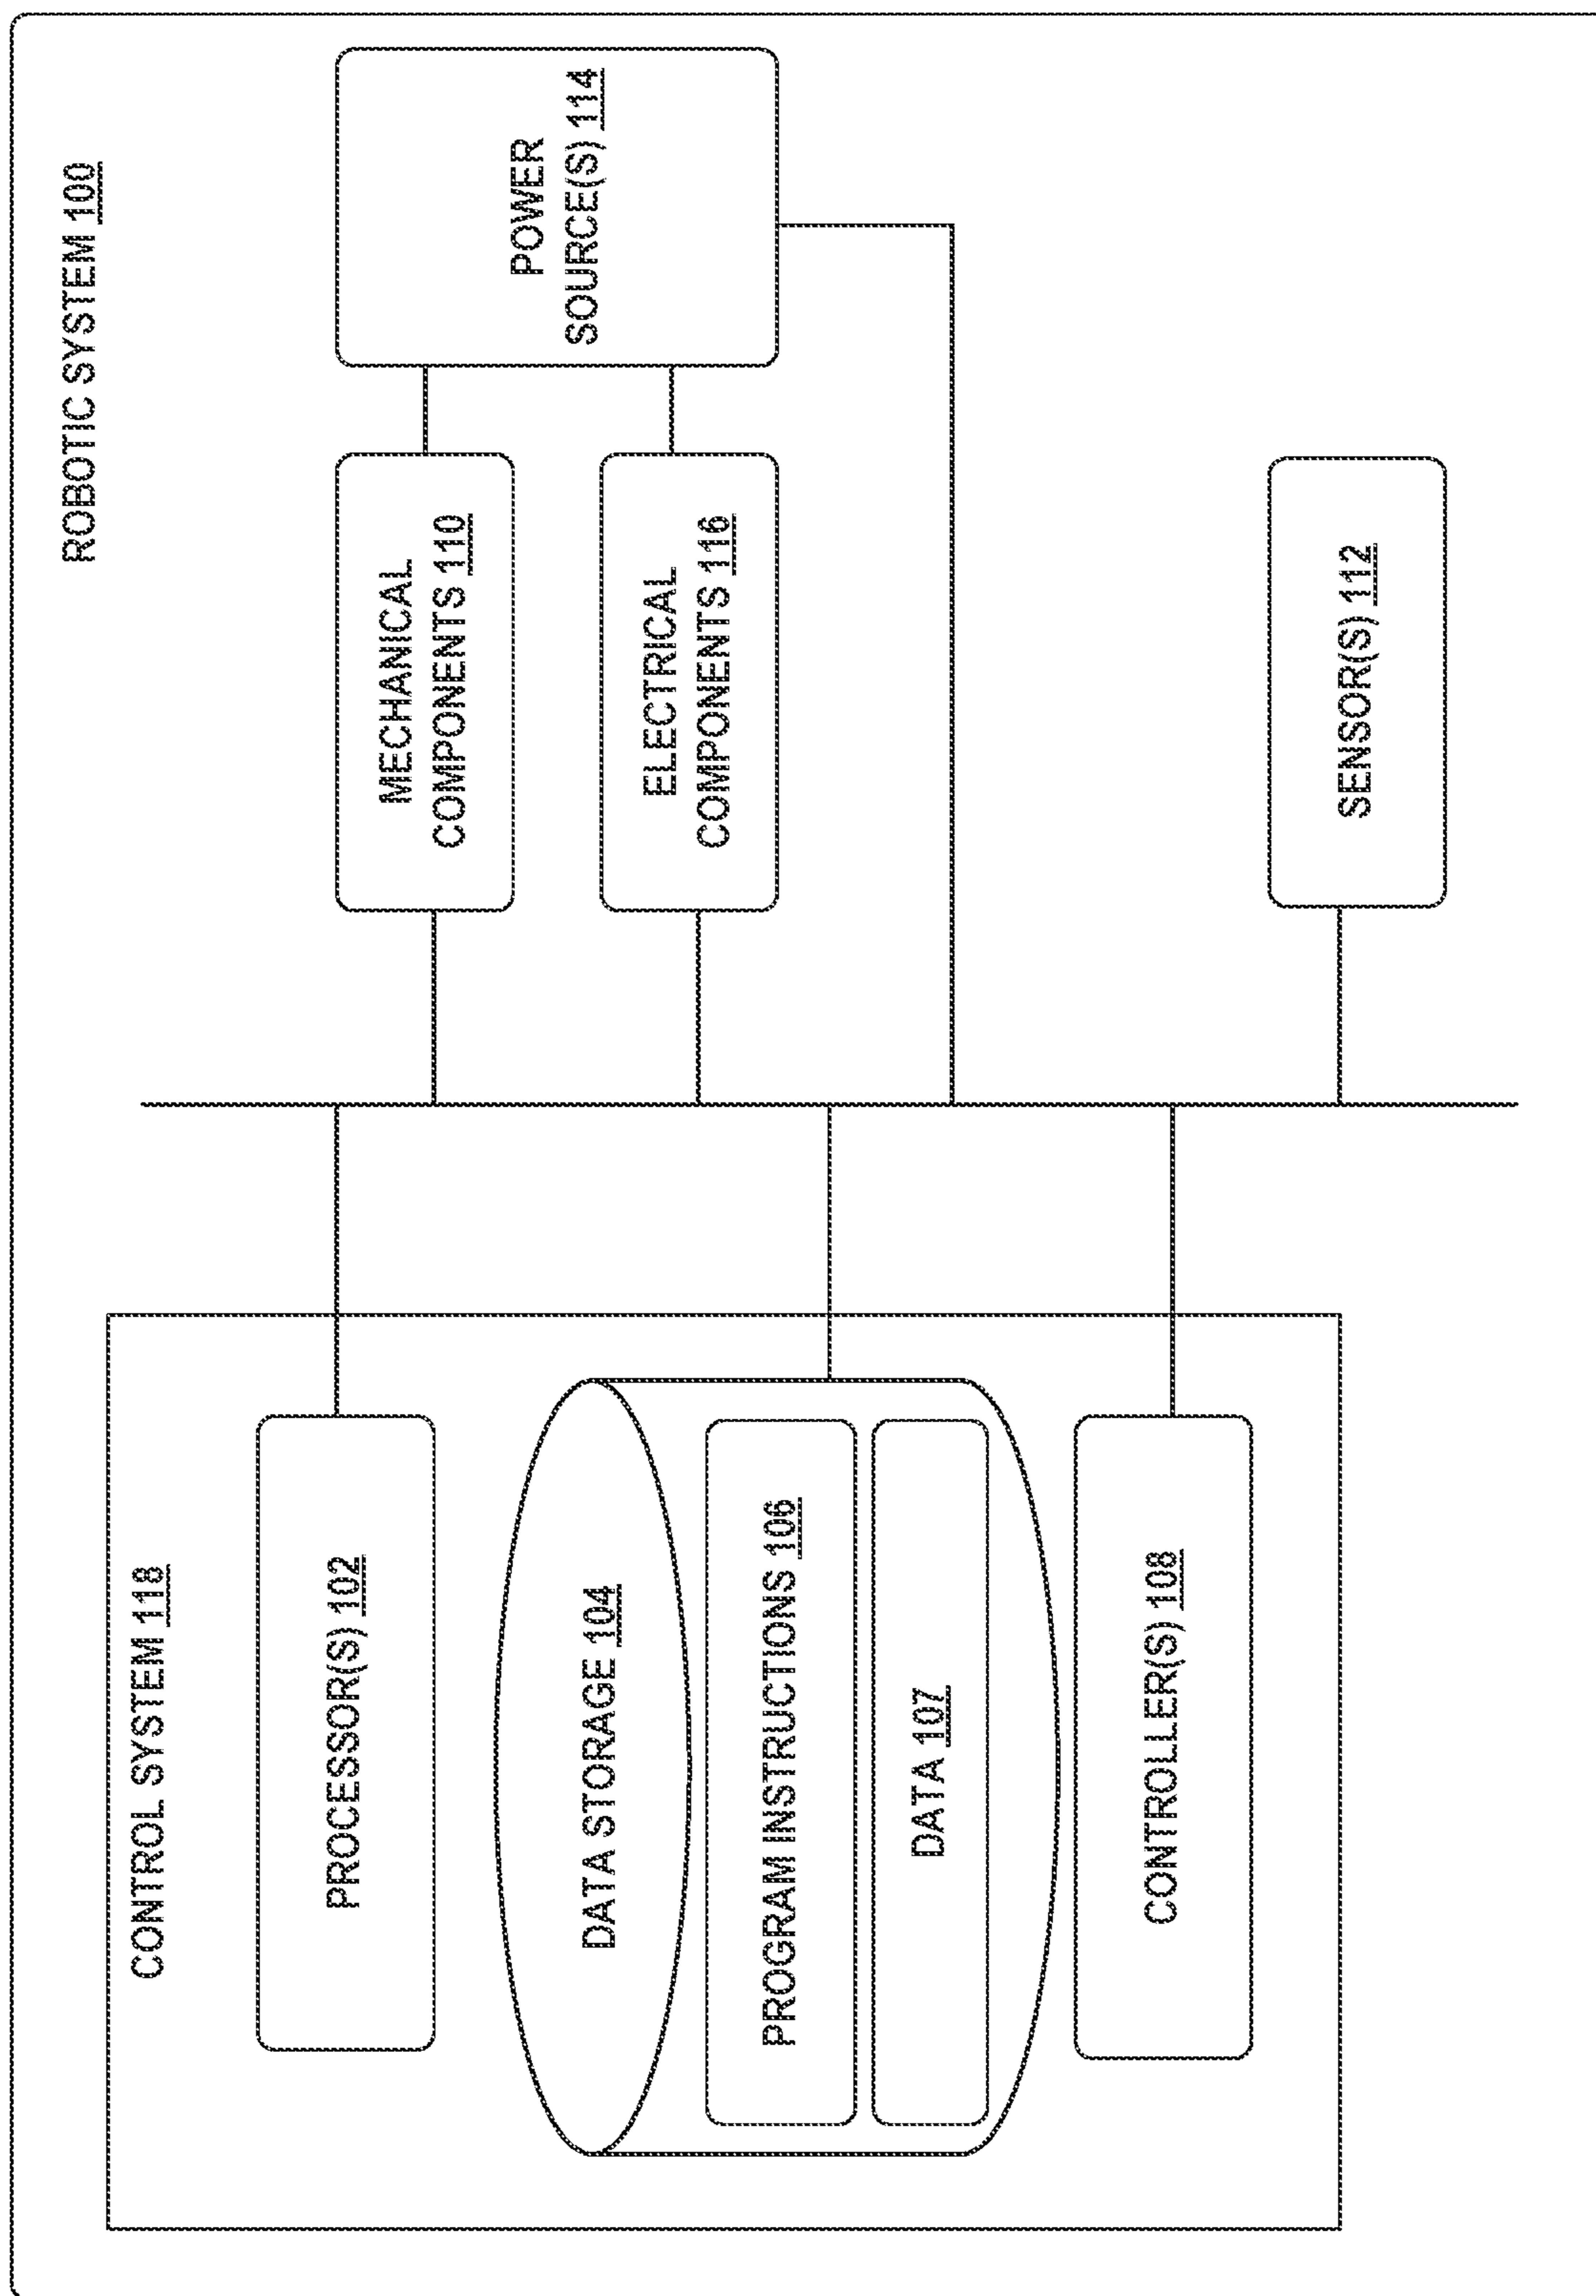 ROBOTIC SYSTEM 100
CONTROL SYSTEM 118
PROCESSOR(S) 102
DATA STORAGE 104
PROGRAM INSTRUCTIONS 106
DATA 107
CONTROLLER(S) 108
MECHANICAL
COMPONENTS 110
ELECTRICAL
COMPONENTS 116
POWER
SOURCE(S) 114
SENSOR(S) 112